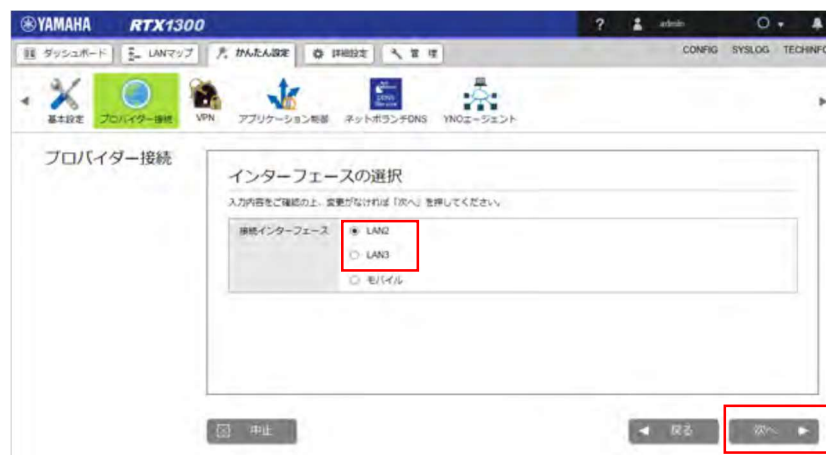 YAMAHA RTX1300 ? admin
ダッシュボード LANマップ かんたん設定 詳細設定 管理 CONFIG SYSLOG TECHINFO
基本設定 プロバイダー接続 VPN アプリケーション制御 ネットボランチDNS YNOエージェント
プロバイダー接続
インターフェースの選択
入力内容をご確認の上、変更がなければ「次へ」を押してください。
接続インターフェース LAN2
LAN3
モバイル
中止 戻る 次へ